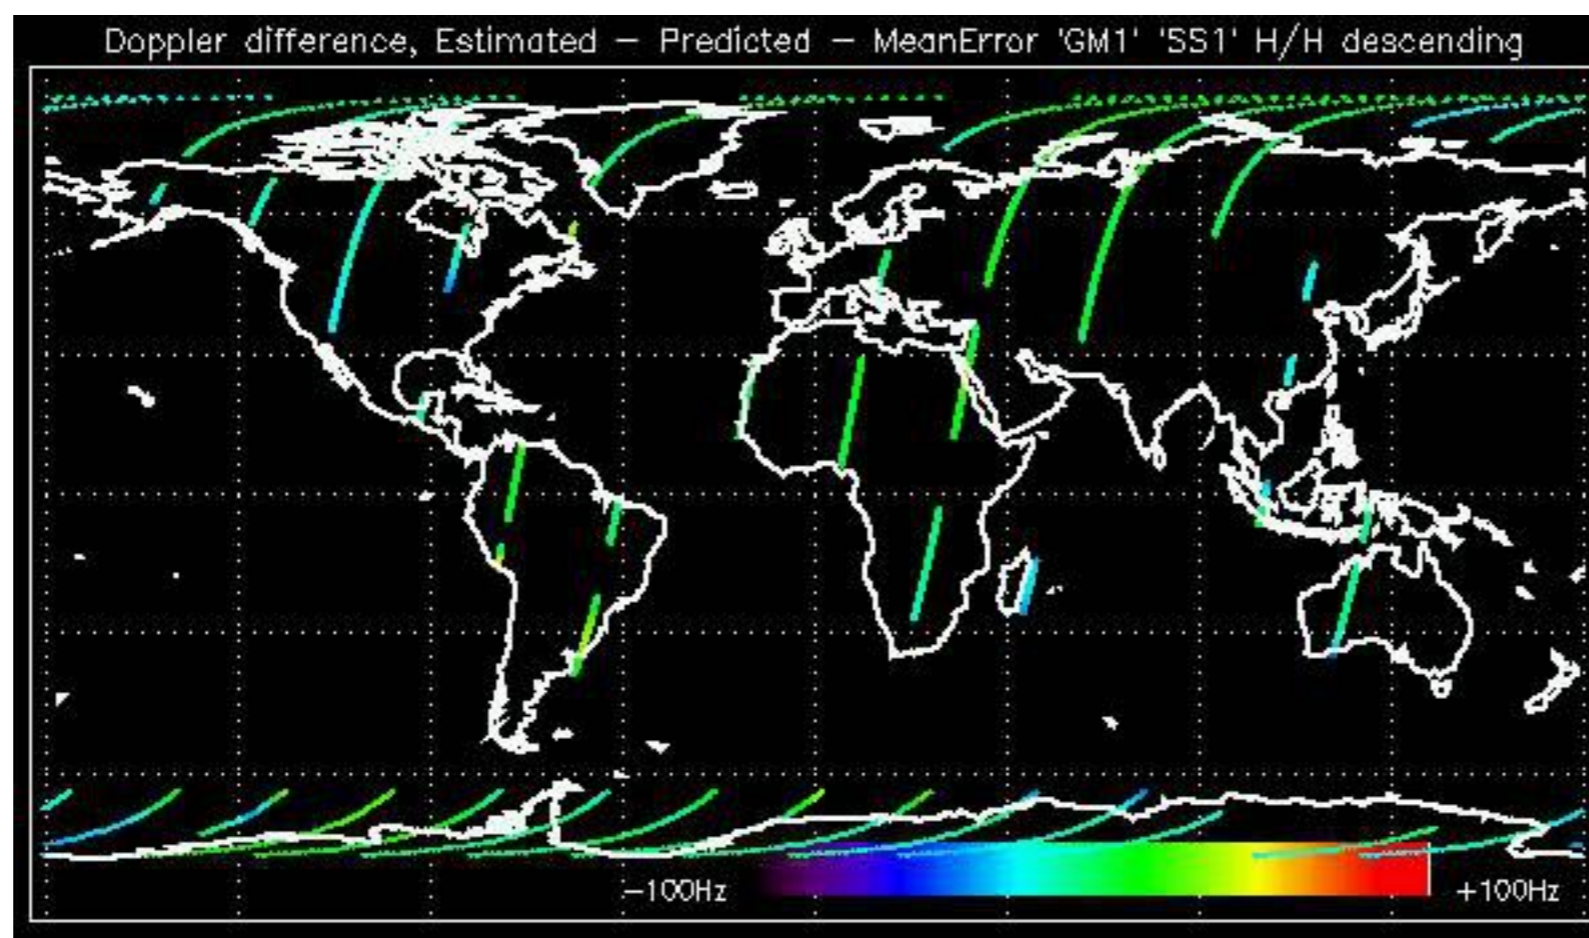 Doppler difference, Estimated – Predicted – MeanError 'GM1' 'SS1' H/H descending
−100Hz
+100Hz